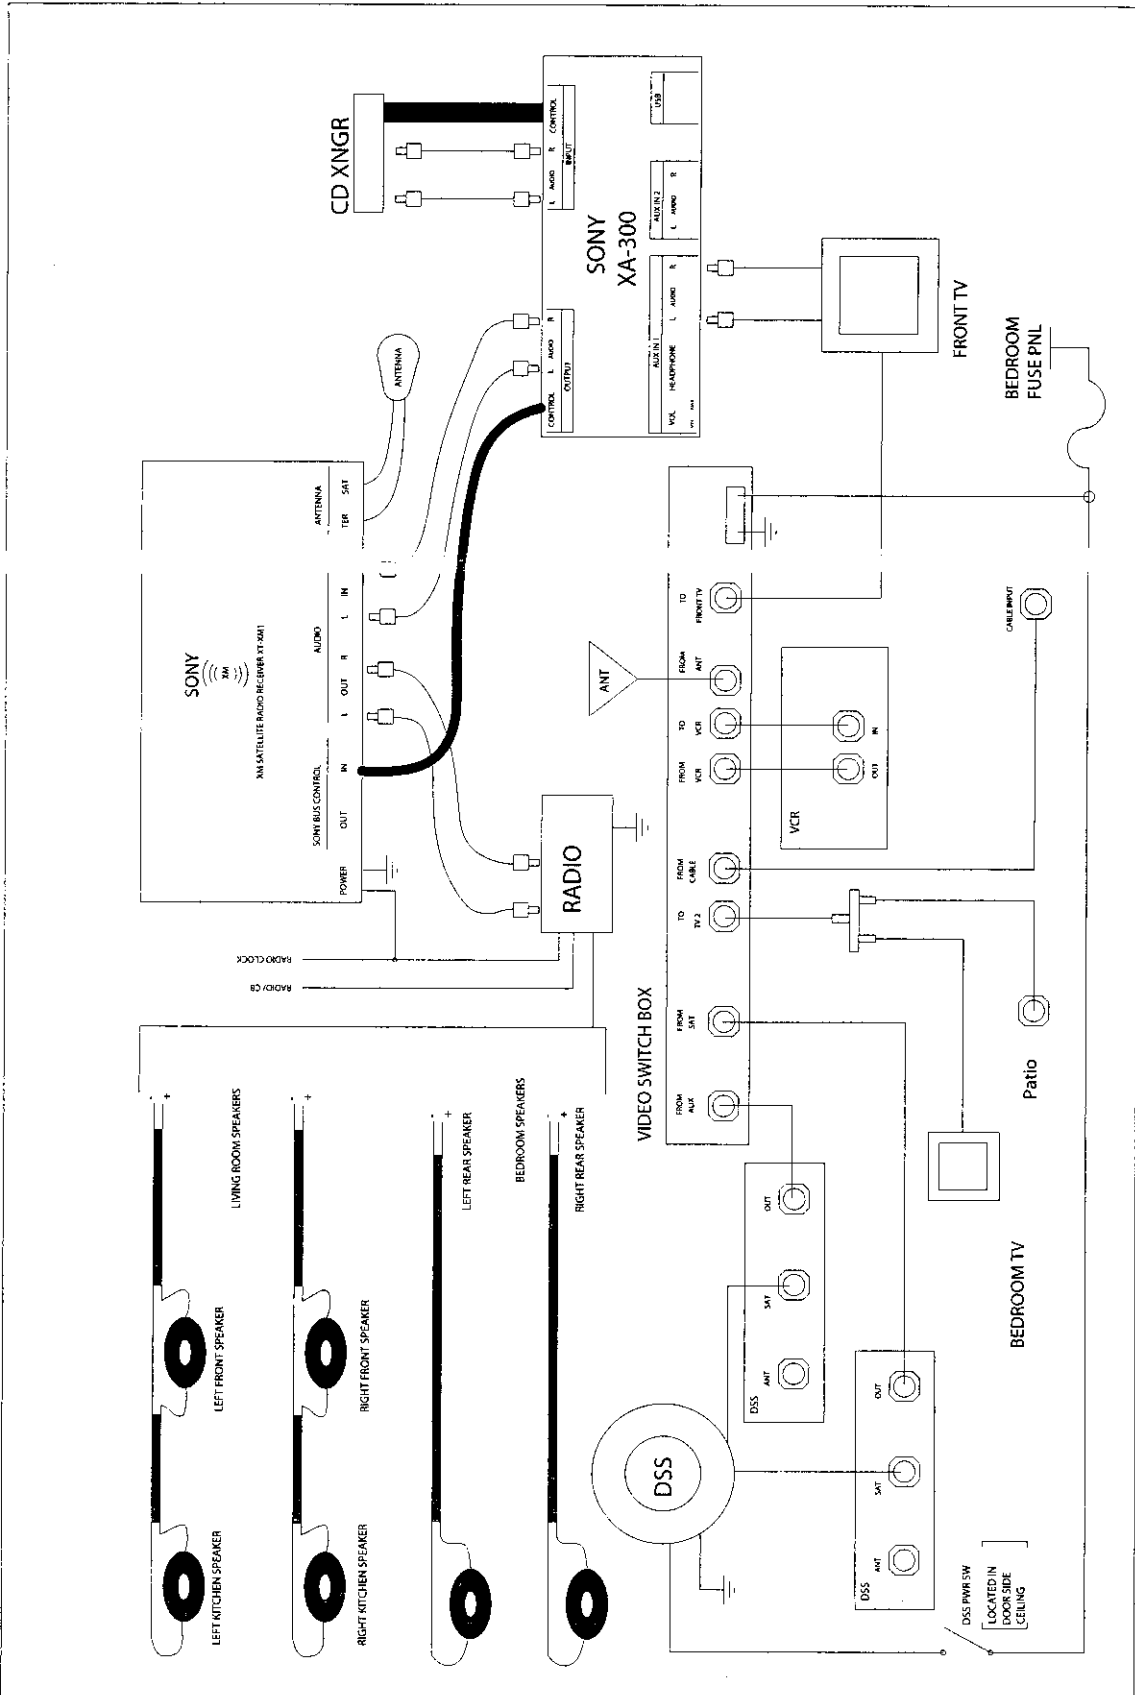 CD XNGR
CONTROL
R
AUDIO
L
INPUT
USB
SONY
XA-300
AUX IN 2
R
AUDIO
L
CONTROL
L
AUDIO
R
OUTPUT
AUX IN 1
VOL
HEADPHONE
L
AUDIO
R
FRONT TV
BEDROOM
FUSE PNL
ANTENNA
SONY
XM
XM SATELLITE RADIO RECEIVER XT-XM1
POWER
SONY BUS CONTROL
OUT
IN
AUDIO
L
OUT
R
L
IN
ANTENNA
TER
SAT
RADIO
RADIO CLOCK
RADIO / CB
VIDEO SWITCH BOX
FROM
AUX
FROM
SAT
TO
TV 2
FROM
CABLE
FROM
VCR
TO
VCR
FROM
ANT
TO
FRONT TV
ANT
VCR
OUT
IN
CABLE INPUT
Patio
BEDROOM TV
LIVING ROOM SPEAKERS
-
+
-
+
LEFT FRONT SPEAKER
LEFT KITCHEN SPEAKER
RIGHT FRONT SPEAKER
RIGHT KITCHEN SPEAKER
-
+
LEFT REAR SPEAKER
BEDROOM SPEAKERS
-
+
RIGHT REAR SPEAKER
DSS
DSS
ANT
SAT
OUT
DSS
ANT
SAT
OUT
DSS PWR SW
LOCATED IN
DOOR SIDE
CEILING